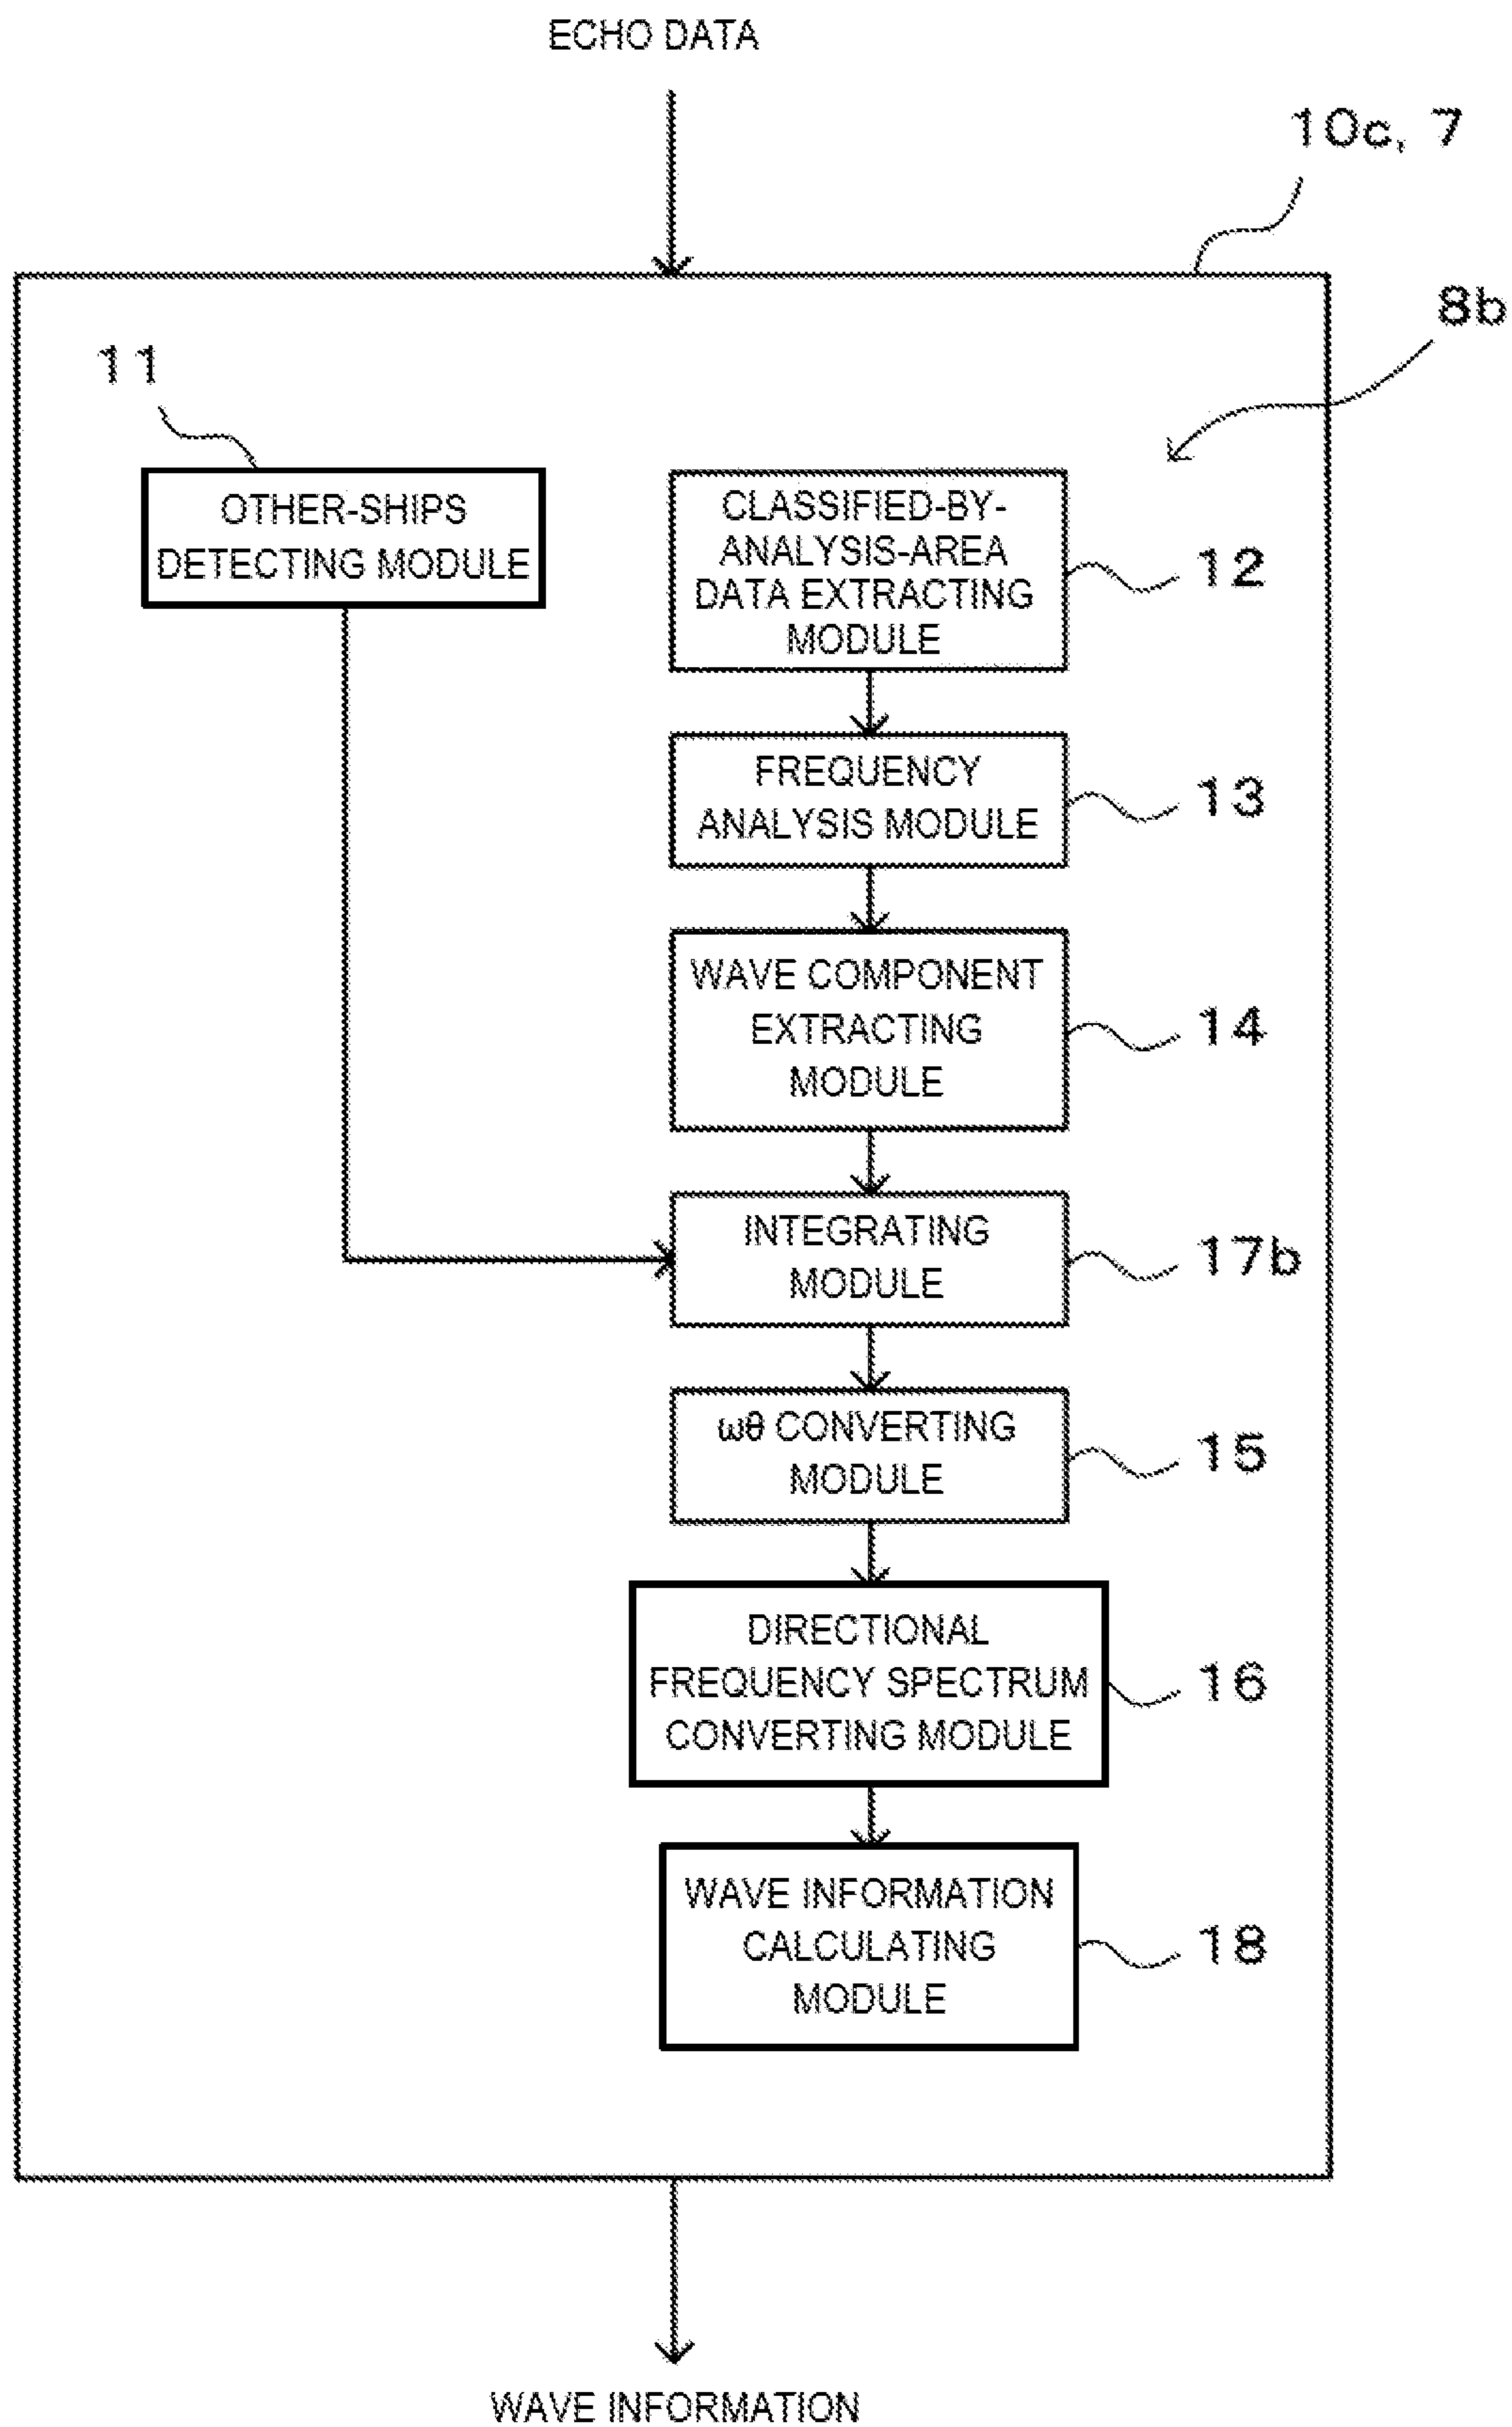 ECHO DATA
10c, 7
8b
11
OTHER-SHIPS
DETECTING MODULE
CLASSIFIED-BY-
ANALYSIS-AREA
DATA EXTRACTING
MODULE
12
FREQUENCY
ANALYSIS MODULE
13
WAVE COMPONENT
EXTRACTING
MODULE
14
INTEGRATING
MODULE
17b
ωθ CONVERTING
MODULE
15
DIRECTIONAL
FREQUENCY SPECTRUM
CONVERTING MODULE
16
WAVE INFORMATION
CALCULATING
MODULE
18
WAVE INFORMATION